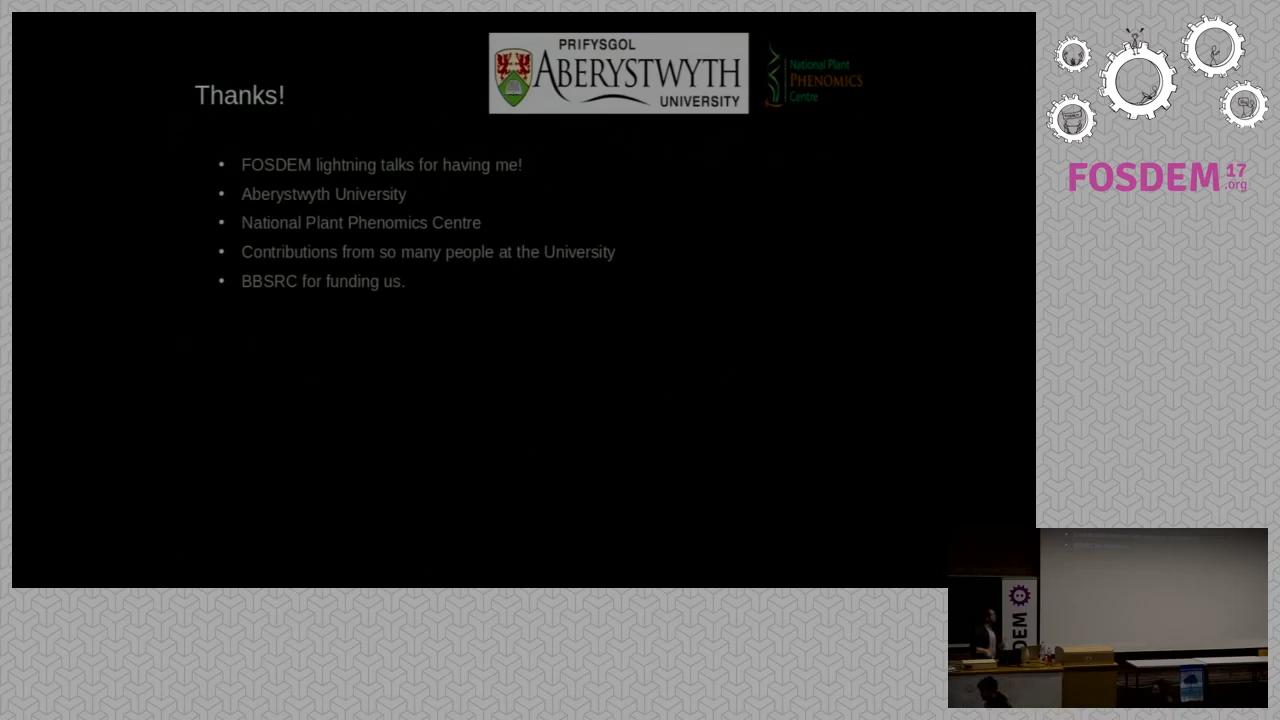 Thanks!
PRIFYSGOL
ABERYSTWYTH
UNIVERSITY
National Plant
PHENOMICS
Centre
• FOSDEM lightning talks for having me!
• Aberystwyth University
• National Plant Phenomics Centre
• Contributions from so many people at the University
• BBSRC for funding us.
FOSDEM 17
.org
DEM